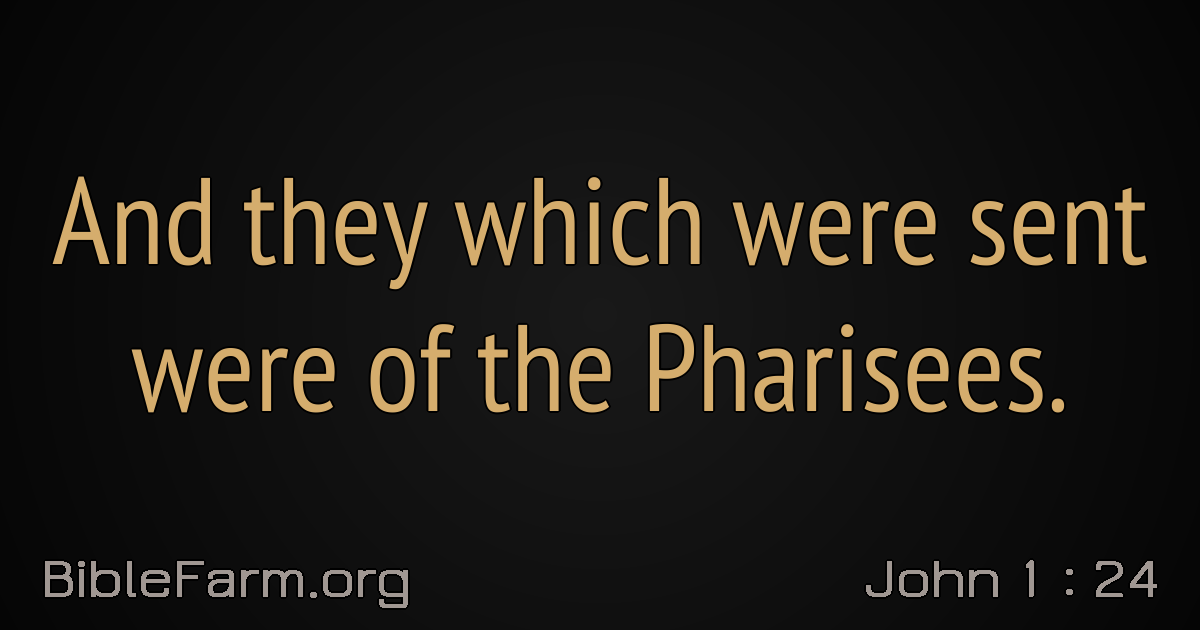 And they which were sent
were of the Pharisees.
BibleFarm.org
John 1 : 24